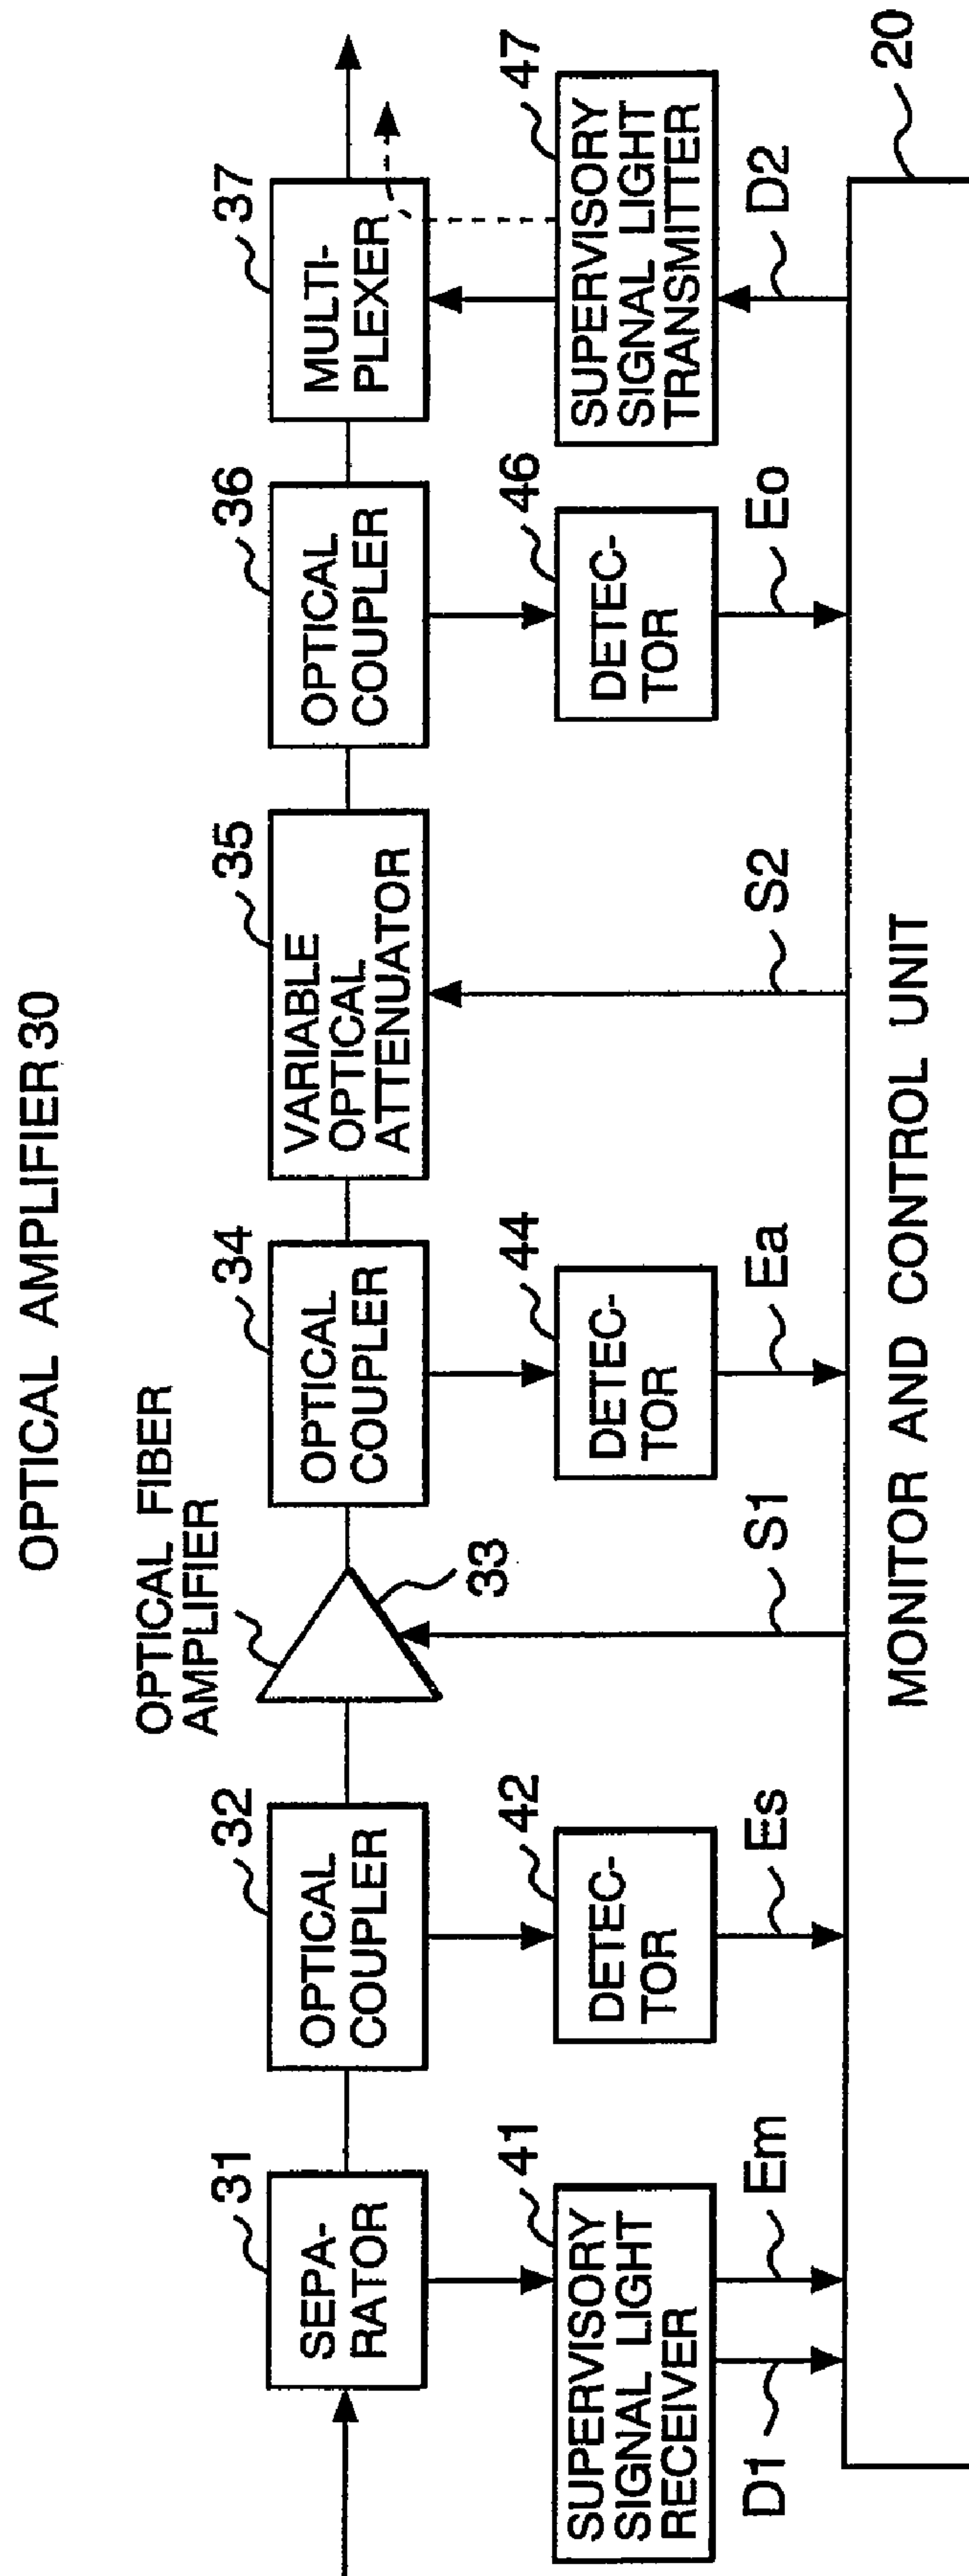 OPTICAL AMPLIFIER 30
OPTICAL FIBER
AMPLIFIER
31
SEPA-
RATOR
32
OPTICAL
COUPLER
33
34
OPTICAL
COUPLER
35
VARIABLE
OPTICAL
ATTENUATOR
36
OPTICAL
COUPLER
37
MULTI-
PLEXER
41
SUPERVISORY
SIGNAL LIGHT
RECEIVER
42
DETEC-
TOR
44
DETEC-
TOR
46
DETEC-
TOR
47
SUPERVISORY
SIGNAL LIGHT
TRANSMITTER
D1
Em
Es
S1
Ea
S2
Eo
D2
20
MONITOR AND CONTROL UNIT